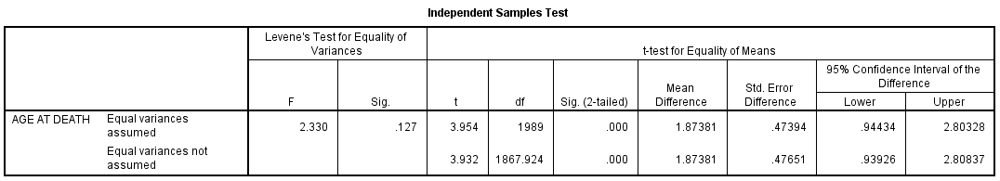 Independent Samples Test
Levene's Test for Equality of
Variances
t-test for Equality of Means
95% Confidence Interval of the
Difference
F
Sig.
t
df
Sig. (2-tailed)
Mean
Difference
Std. Error
Difference
Lower
Upper
AGE AT DEATH
Equal variances
assumed
2.330 .127 3.954 1989 .000 1.87381 .47394 .94434 2.80328
Equal variances not
assumed
3.932 1867.924 .000 1.87381 .47651 .93926 2.80837